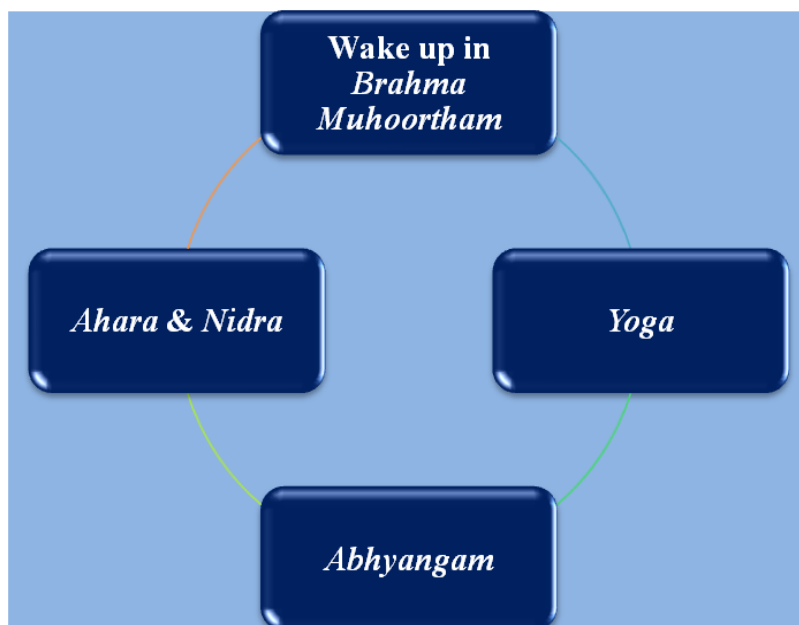 Wake up in
Brahma
Muhoortham
Ahara & Nidra
Yoga
Abhyangam